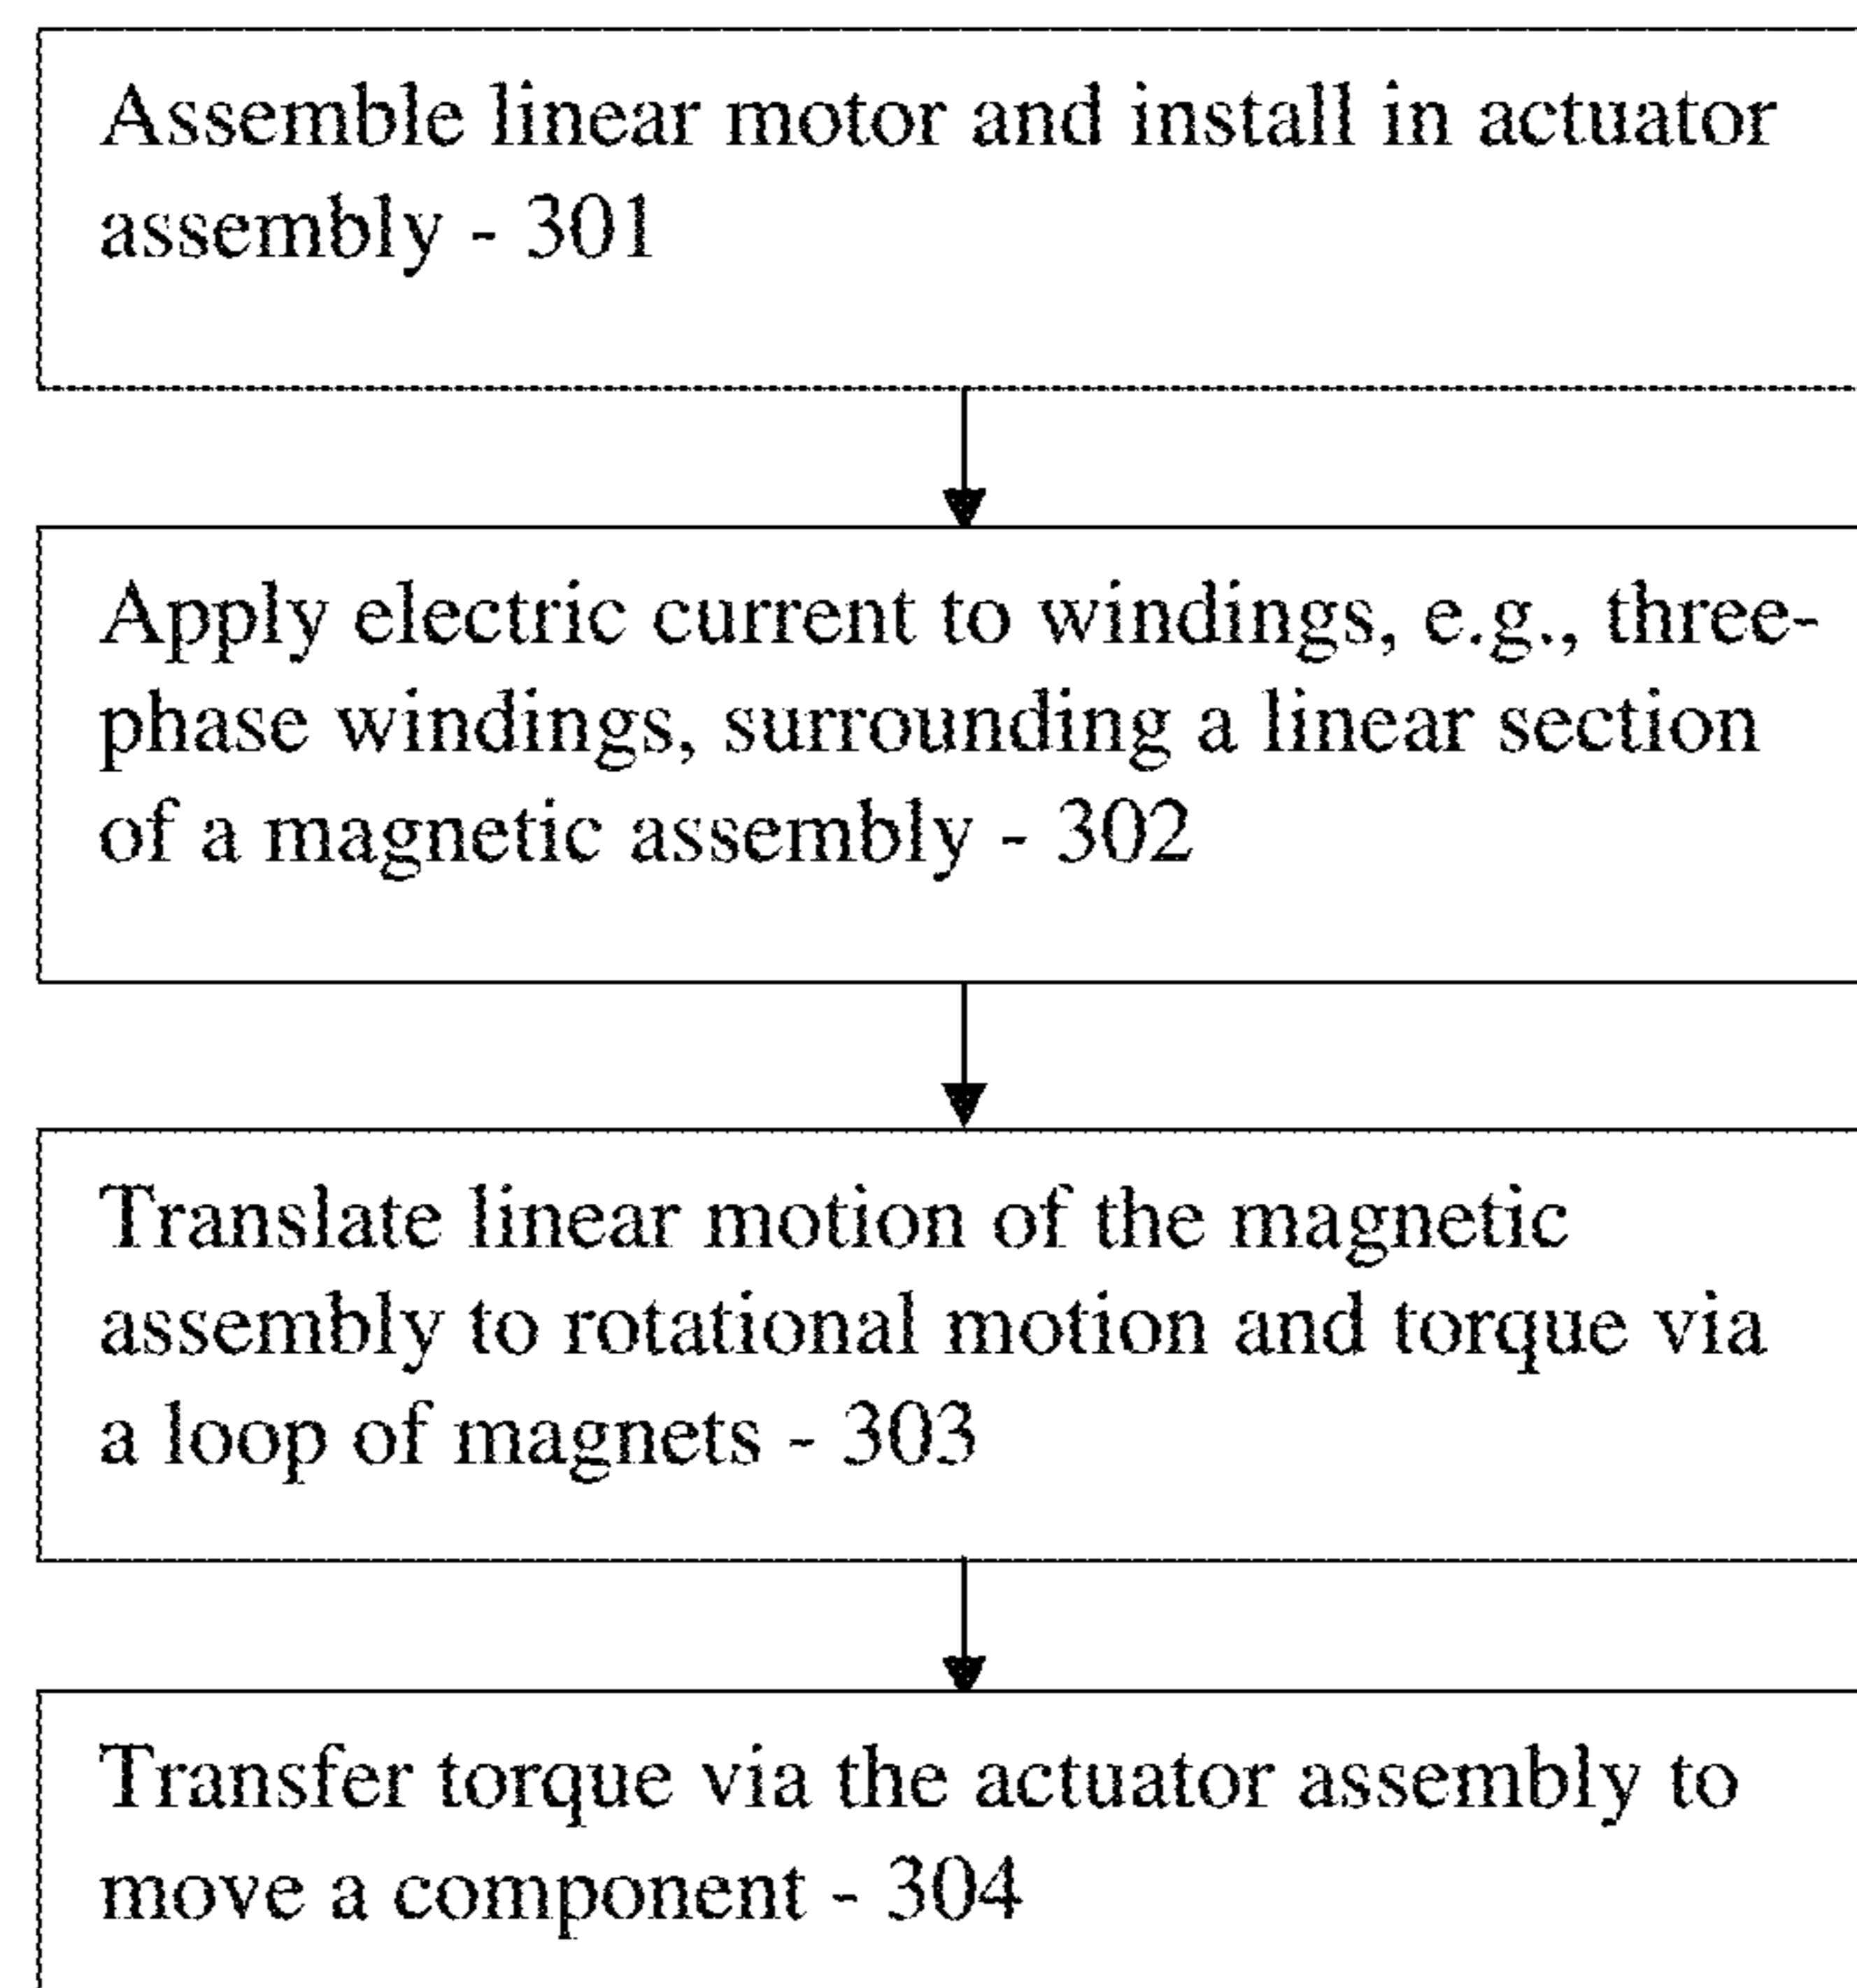 Assemble linear motor and install in actuator
assembly - 301
Apply electric current to windings, e.g., three-
phase windings, surrounding a linear section
of a magnetic assembly - 302
Translate linear motion of the magnetic
assembly to rotational motion and torque via
a loop of magnets - 303
Transfer torque via the actuator assembly to
move a component - 304